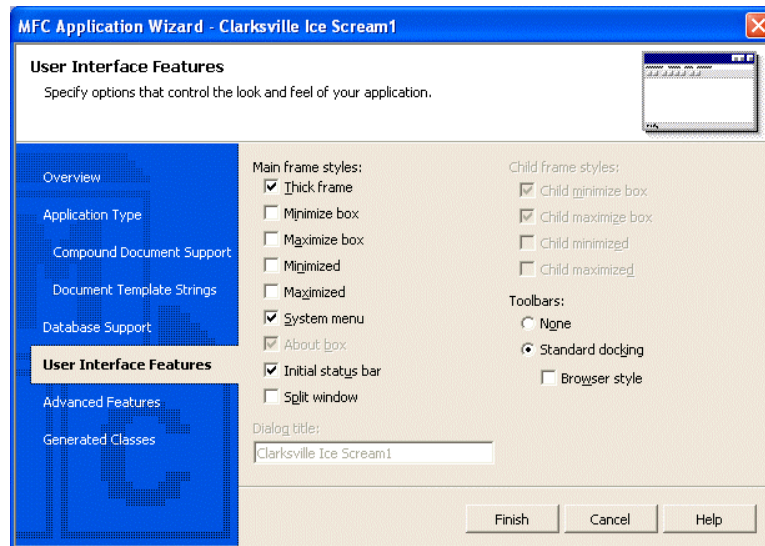 MFC Application Wizard - Clarksville Ice Scream1
User Interface Features
Specify options that control the look and feel of your application.
Overview
Application Type
Compound Document Support
Document Template Strings
Database Support
User Interface Features
Advanced Features
Generated Classes
Main frame styles:
Thick frame
Minimize box
Maximize box
Minimized
Maximized
System menu
About box
Initial status bar
Split window
Dialog title:
Clarksville Ice Scream1
Child frame styles:
Child minimize box
Child maximize box
Child minimized
Child maximized
Toolbars:
None
Standard docking
Browser style
Finish Cancel Help